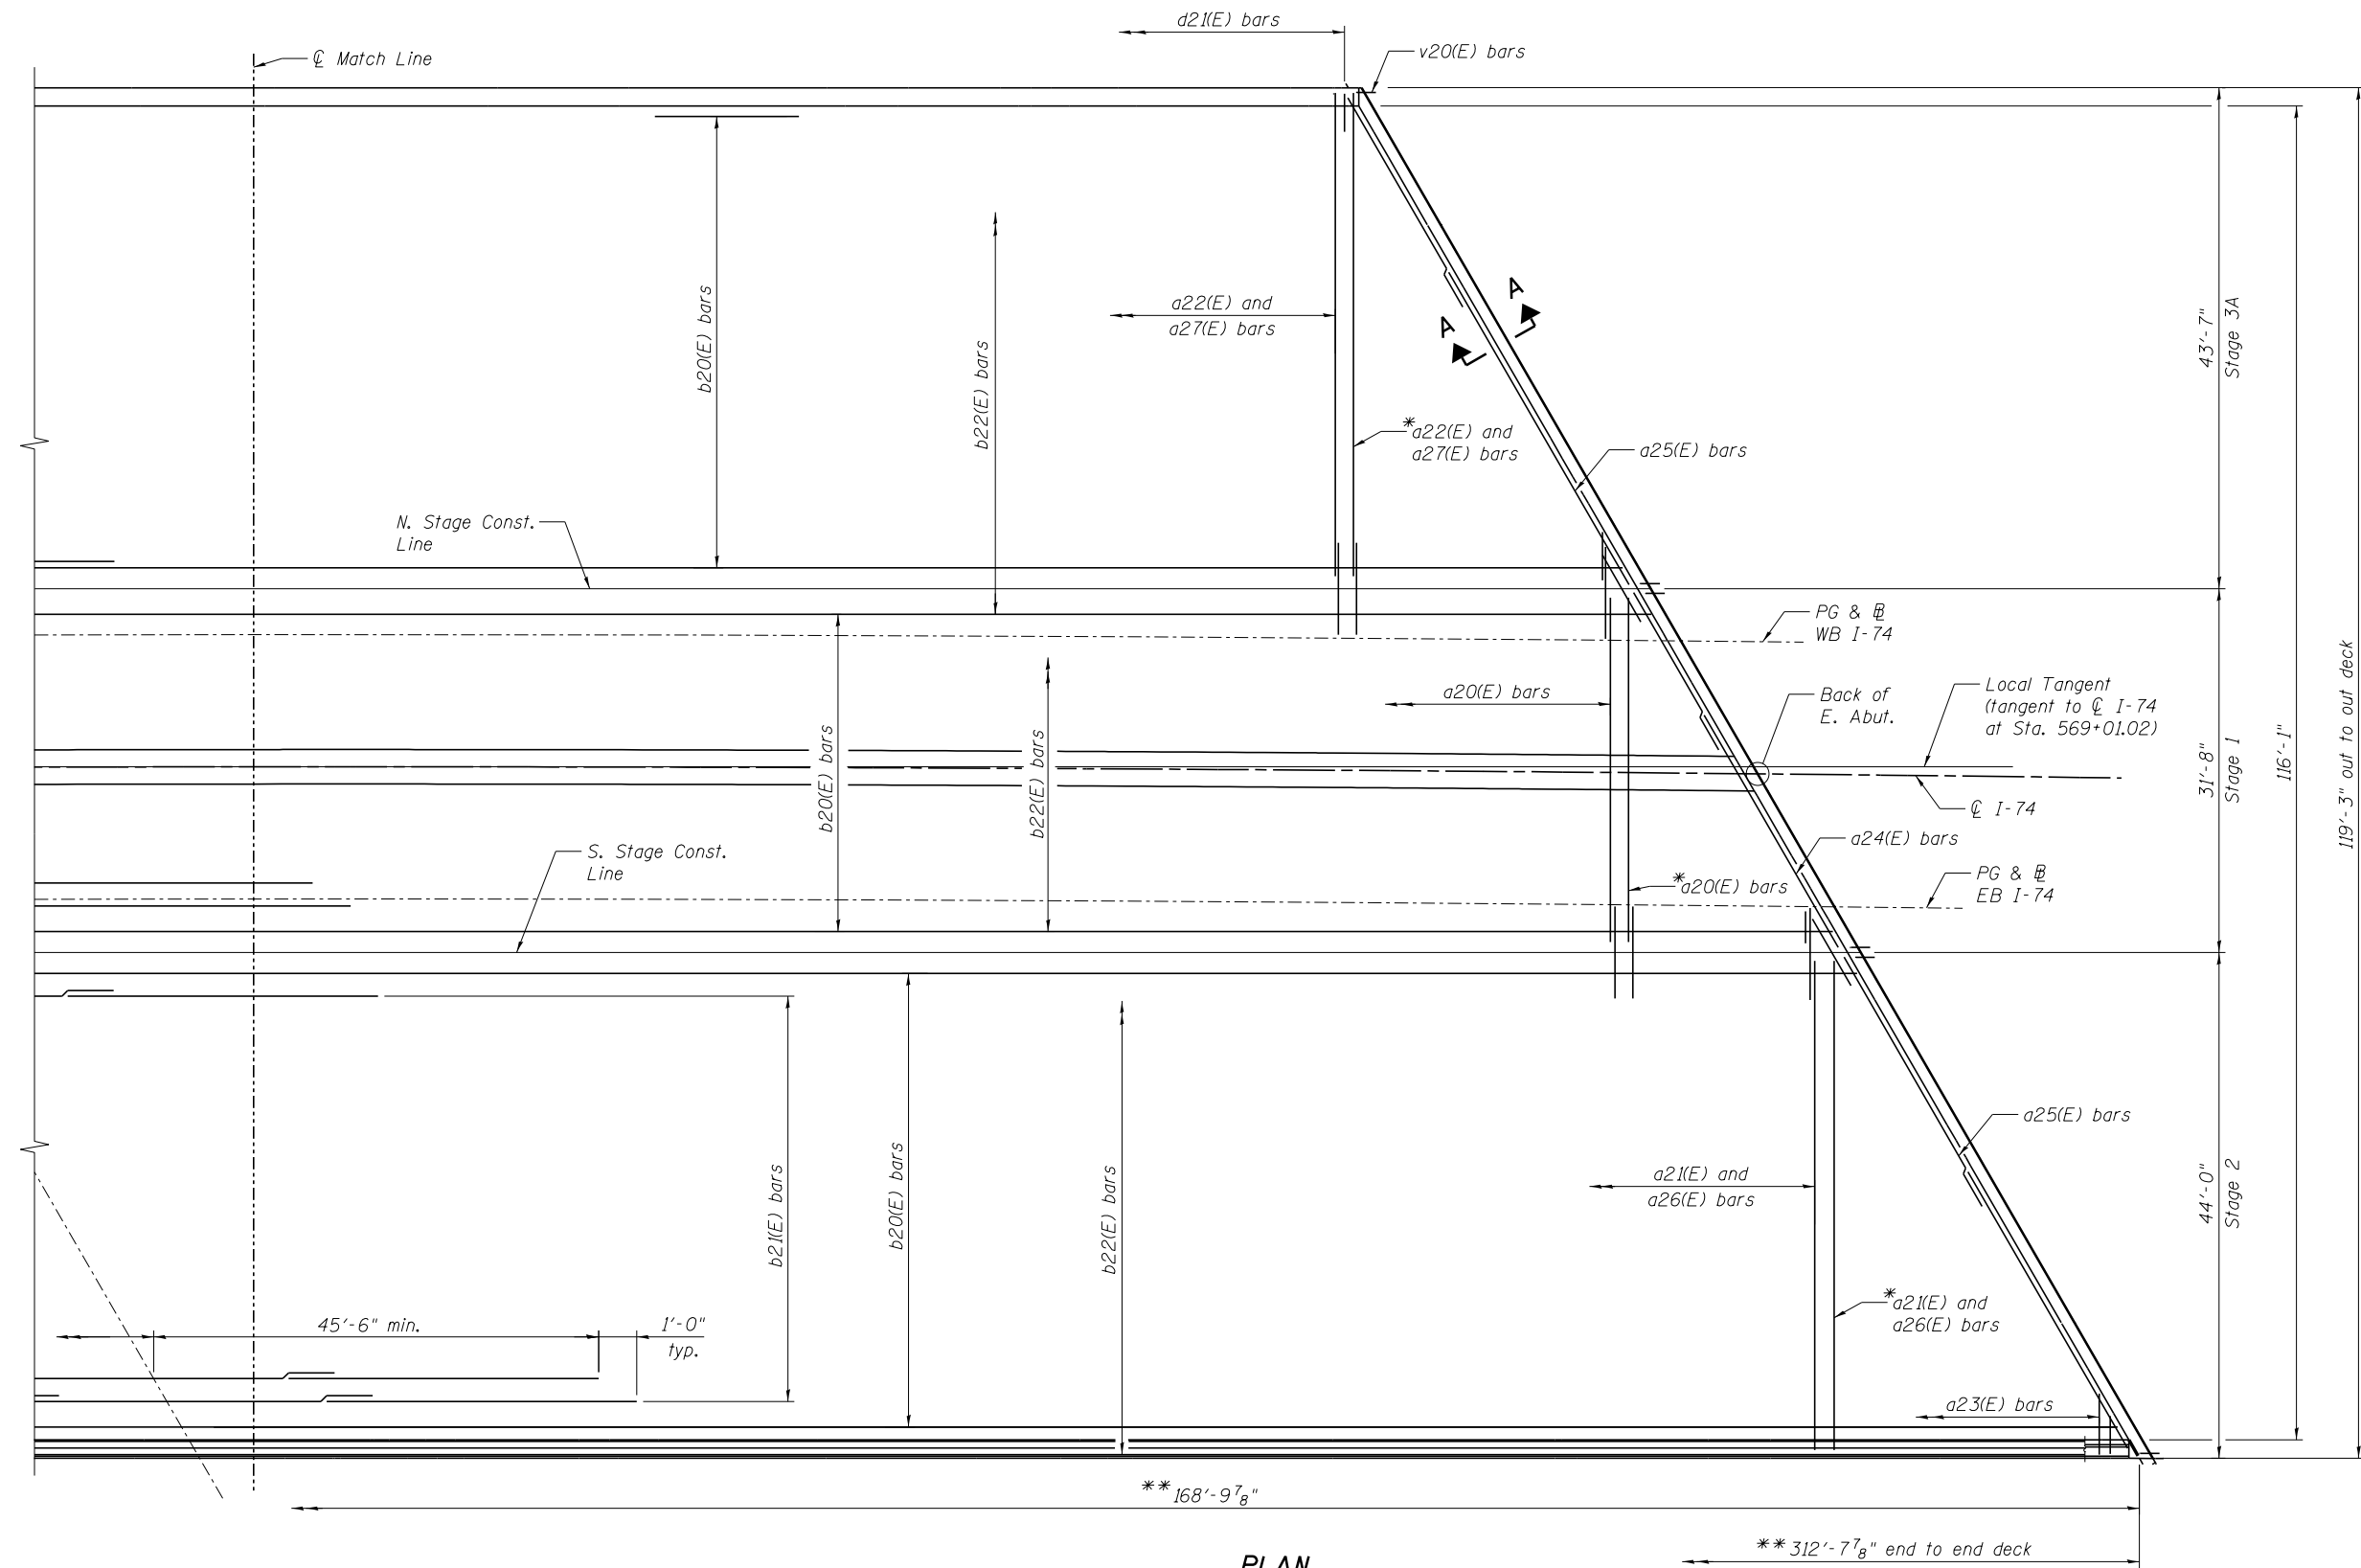 d21(E) bars
v20(E) bars
℄ Match Line
b20(E) bars
b22(E) bars
a22(E) and
a27(E) bars
A
A
43'-7"
Stage 3A
*a22(E) and
a27(E) bars
a25(E) bars
N. Stage Const.
Line
PG & ℄
WB I-74
a20(E) bars
Back of
E. Abut.
Local Tangent
(tangent to ℄ I-74
at Sta. 569+01.02)
b20(E) bars
b22(E) bars
31'-8"
Stage 1
116'-1"
119'-3" out to out deck
℄ I-74
S. Stage Const.
Line
a24(E) bars
*a20(E) bars
PG & ℄
EB I-74
a25(E) bars
b21(E) bars
b20(E) bars
b22(E) bars
a21(E) and
a26(E) bars
44'-0"
Stage 2
*a21(E) and
a26(E) bars
45'-6" min.
1'-0"
typ.
a23(E) bars
**168'-9 7/8"
PLAN
**312'-7 7/8" end to end deck